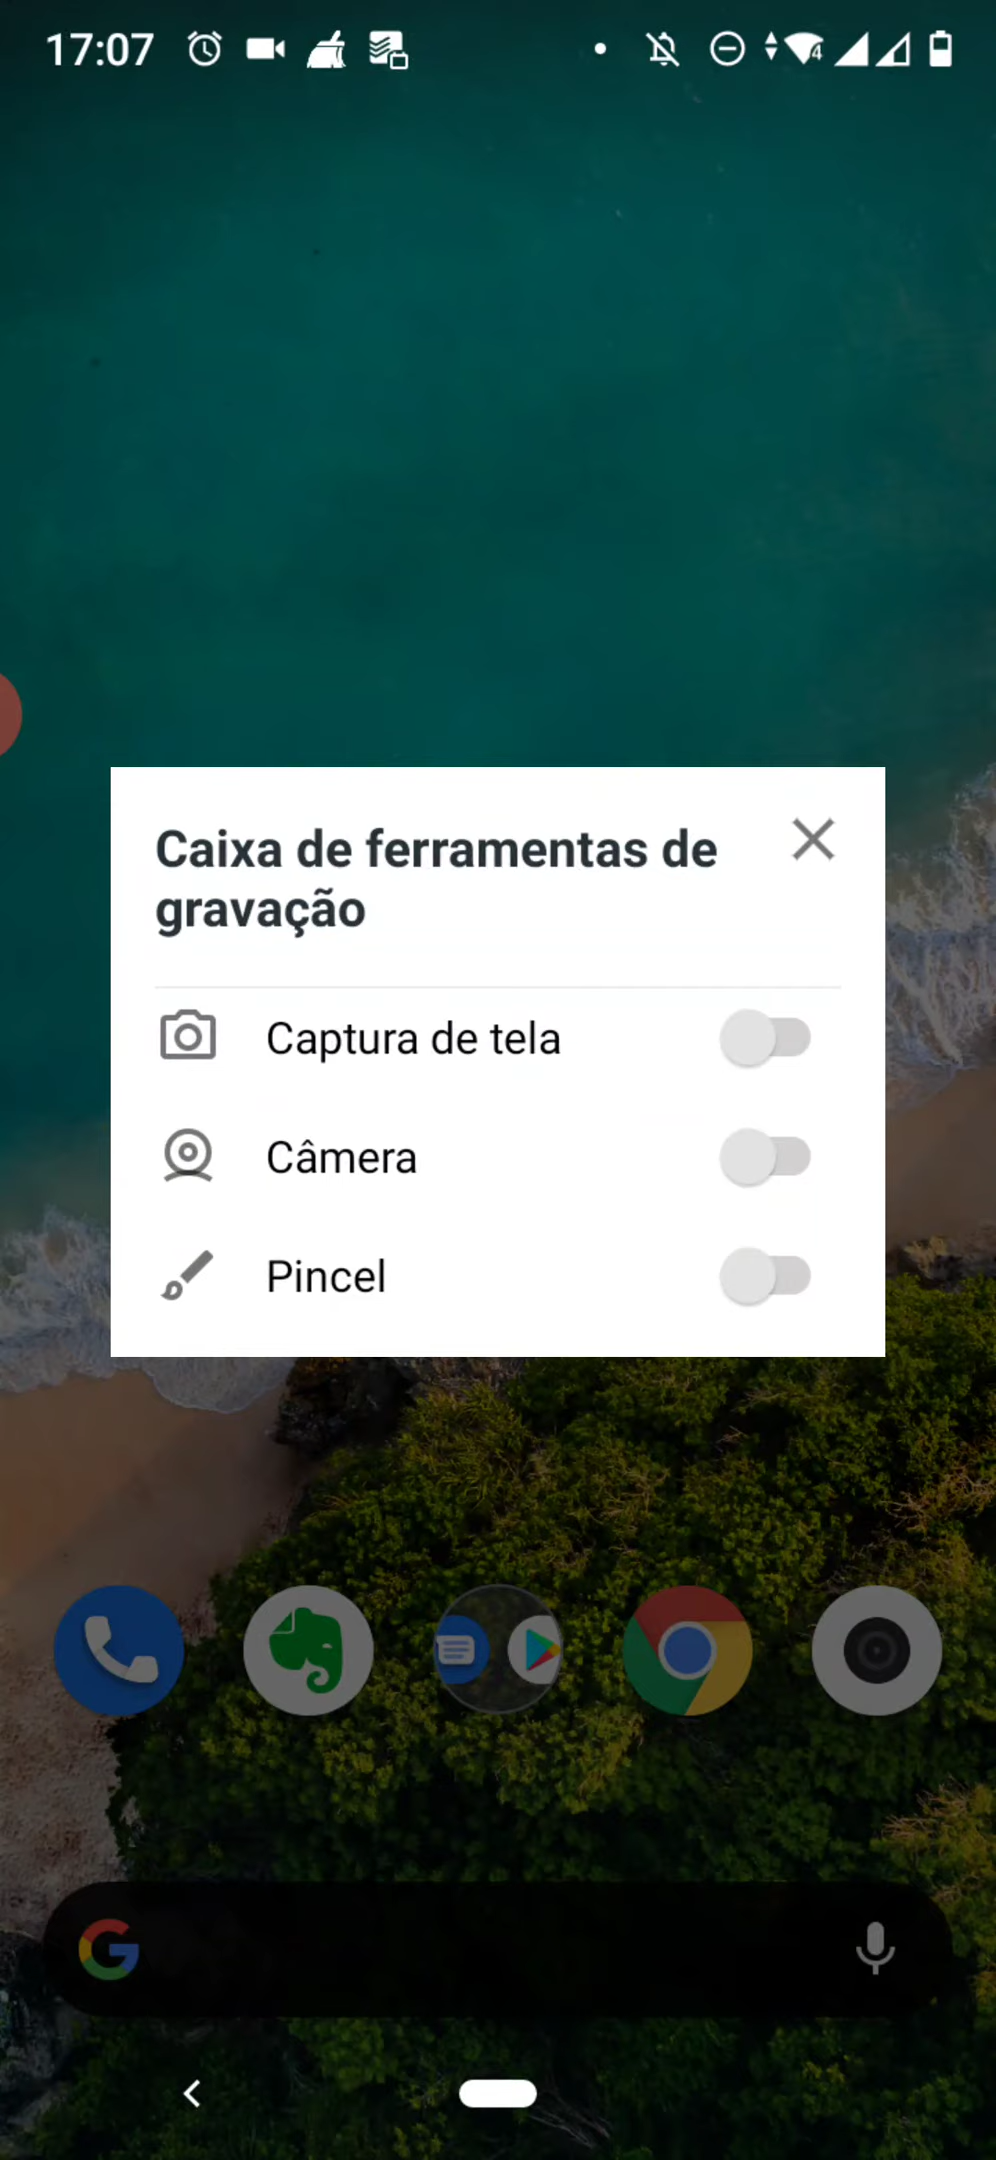 17:07
Caixa de ferramentas de
gravação
Captura de tela
Câmera
Pincel